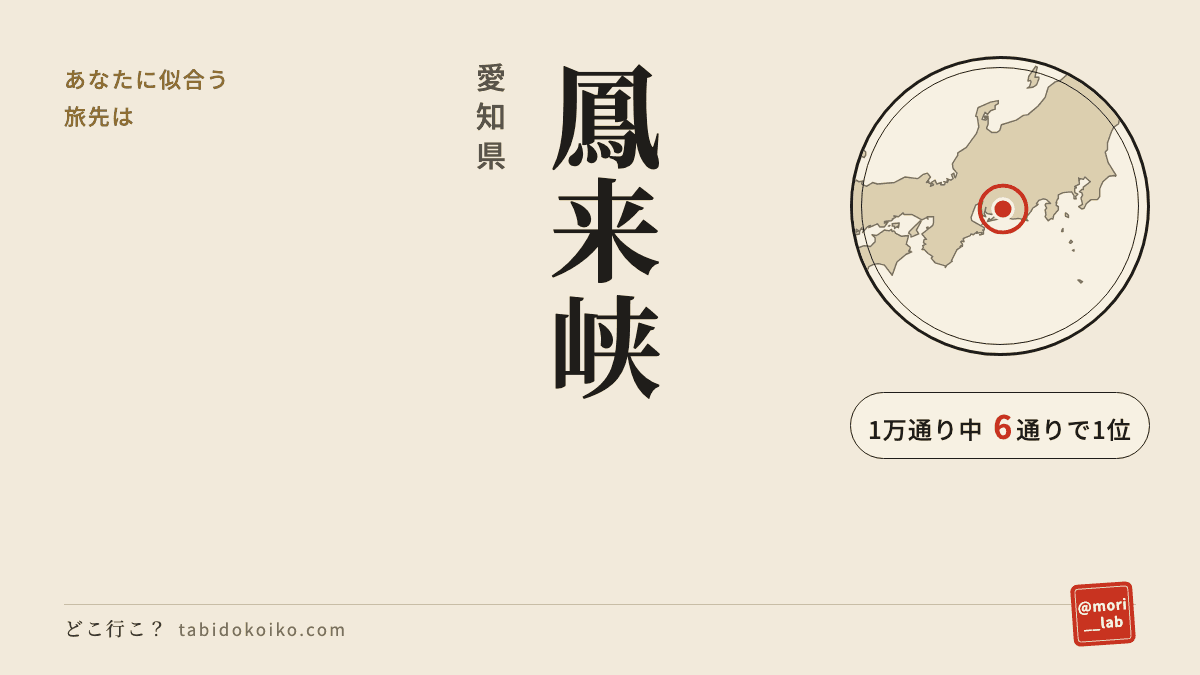 あなたに似合う
旅先は
鳳来峡
愛知県
1万通り中 6通りで1位
どこ行こ？ tabidokoiko.com
@mori
__lab